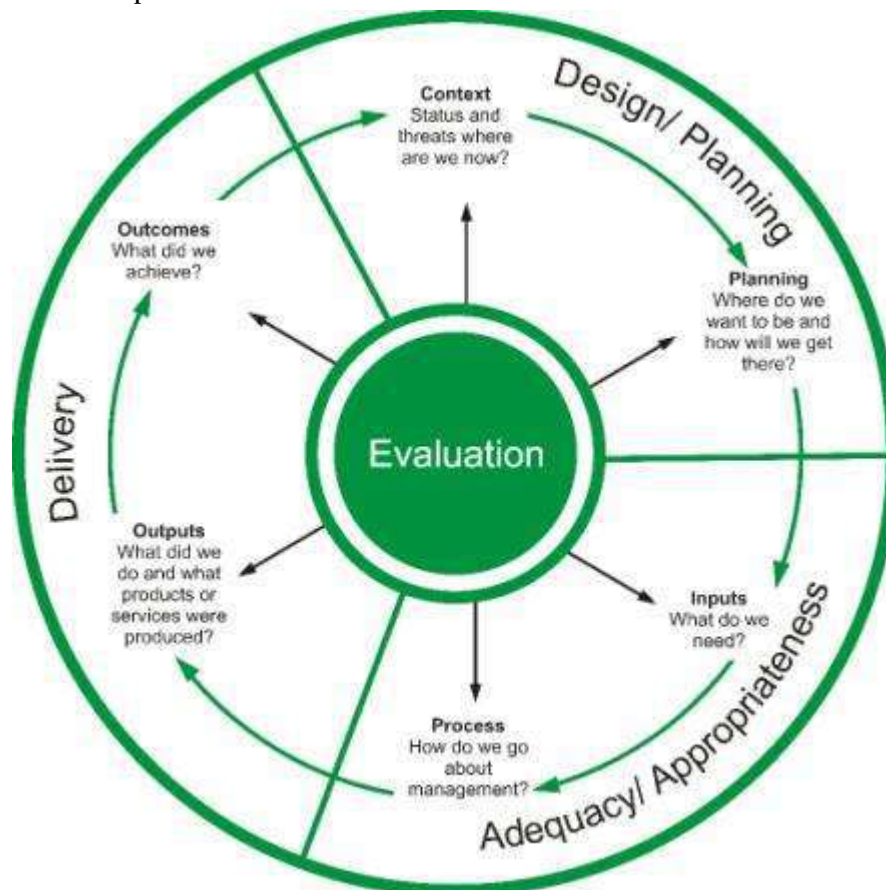 Design/ Planning
Context
Status and
threats where
are we now?
Planning
Where do we
want to be and
how will we get
there?
Outcomes
What did we
achieve?
Delivery
Evaluation
Outputs
What did we
do and what
products or
services were
produced?
Inputs
What do we
need?
Process
How do we go
about
management?
Adequacy/ Appropriateness